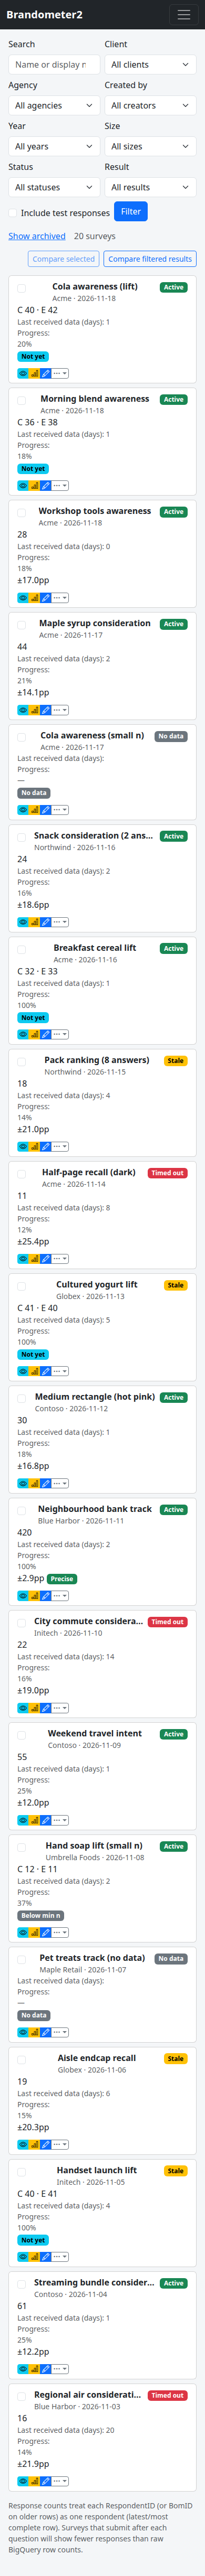 Brandometer2
Search
Client
Name or display n
All clients
Agency
Created by
All agencies
All creators
Year
Size
All years
All sizes
Status
Result
All statuses
All results
Include test responses
Filter
Show archived
20 surveys
Compare selected
Compare filtered results
Cola awareness (lift)
Active
Acme · 2026-11-18
C 40 · E 42
Last received data (days): 1
Progress:
20%
Not yet
Morning blend awareness
Active
Acme · 2026-11-18
C 36 · E 38
Last received data (days): 1
Progress:
18%
Not yet
Workshop tools awareness
Active
Acme · 2026-11-18
28
Last received data (days): 0
Progress:
18%
±17.0pp
Maple syrup consideration
Active
Acme · 2026-11-17
44
Last received data (days): 2
Progress:
21%
±14.1pp
Cola awareness (small n)
No data
Acme · 2026-11-17
Last received data (days):
Progress:
—
No data
Snack consideration (2 ans...
Active
Northwind · 2026-11-16
24
Last received data (days): 2
Progress:
16%
±18.6pp
Breakfast cereal lift
Active
Acme · 2026-11-16
C 32 · E 33
Last received data (days): 1
Progress:
100%
Not yet
Pack ranking (8 answers)
Stale
Northwind · 2026-11-15
18
Last received data (days): 4
Progress:
14%
±21.0pp
Half-page recall (dark)
Timed out
Acme · 2026-11-14
11
Last received data (days): 8
Progress:
12%
±25.4pp
Cultured yogurt lift
Stale
Globex · 2026-11-13
C 41 · E 40
Last received data (days): 5
Progress:
100%
Not yet
Medium rectangle (hot pink)
Active
Contoso · 2026-11-12
30
Last received data (days): 1
Progress:
18%
±16.8pp
Neighbourhood bank track
Active
Blue Harbor · 2026-11-11
420
Last received data (days): 2
Progress:
100%
±2.9pp Precise
City commute considera...
Timed out
Initech · 2026-11-10
22
Last received data (days): 14
Progress:
16%
±19.0pp
Weekend travel intent
Active
Contoso · 2026-11-09
55
Last received data (days): 1
Progress:
25%
±12.0pp
Hand soap lift (small n)
Active
Umbrella Foods · 2026-11-08
C 12 · E 11
Last received data (days): 2
Progress:
37%
Below min n
Pet treats track (no data)
No data
Maple Retail · 2026-11-07
Last received data (days):
Progress:
—
No data
Aisle endcap recall
Stale
Globex · 2026-11-06
19
Last received data (days): 6
Progress:
15%
±20.3pp
Handset launch lift
Stale
Initech · 2026-11-05
C 40 · E 41
Last received data (days): 4
Progress:
100%
Not yet
Streaming bundle consider...
Active
Contoso · 2026-11-04
61
Last received data (days): 1
Progress:
25%
±12.2pp
Regional air considerati...
Timed out
Blue Harbor · 2026-11-03
16
Last received data (days): 20
Progress:
14%
±21.9pp
Response counts treat each RespondentID (or BomID
on older rows) as one respondent (latest/most
complete row). Surveys that submit after each
question will show fewer responses than raw
BigQuery row counts.